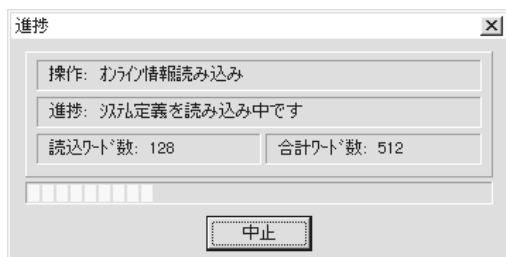 進捗
操作: ｵﾝﾗｲﾝ情報読み込み
進捗: ｼｽﾃﾑ定義を読み込み中です
読込ﾜｰﾄﾞ数: 128 合計ﾜｰﾄﾞ数: 512
中止